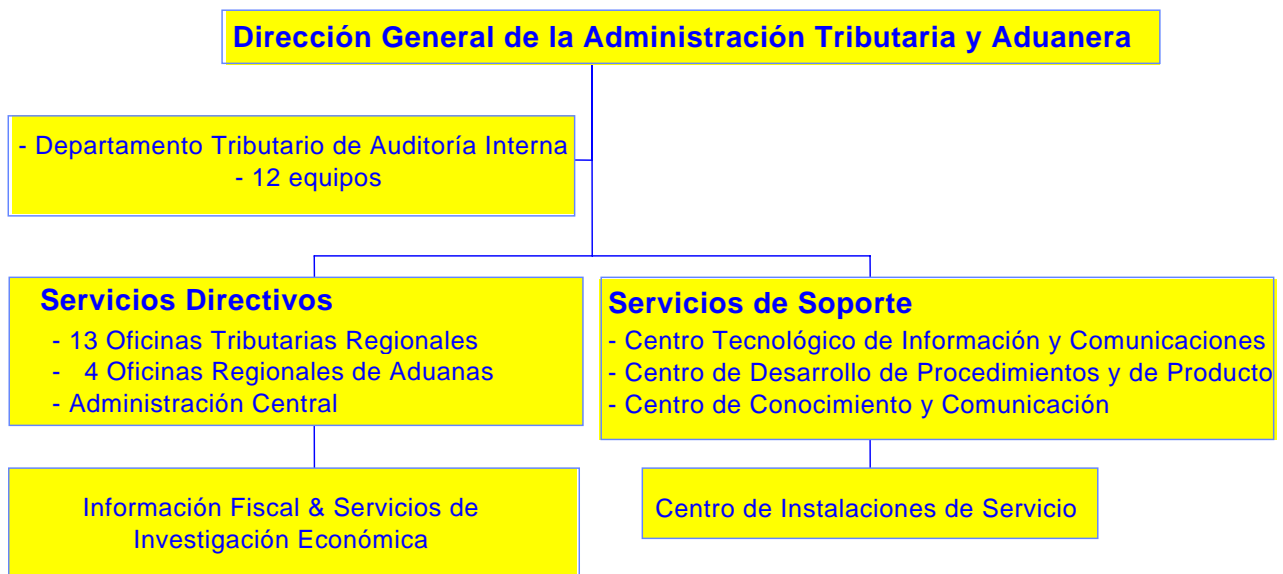 Dirección General de la Administración Tributaria y Aduanera
- Departamento Tributario de Auditoría Interna
- 12 equipos
Servicios Directivos
- 13 Oficinas Tributarias Regionales
- 4 Oficinas Regionales de Aduanas
- Administración Central
Servicios de Soporte
- Centro Tecnológico de Información y Comunicaciones
- Centro de Desarrollo de Procedimientos y de Producto
- Centro de Conocimiento y Comunicación
Información Fiscal & Servicios de
Investigación Económica
Centro de Instalaciones de Servicio